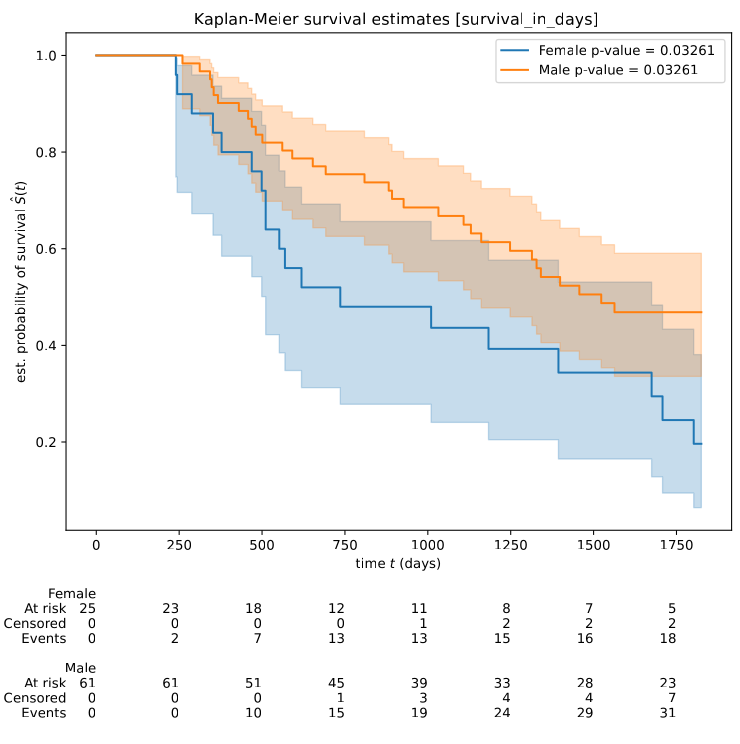 Kaplan-Meier survival estimates [survival_in_days]
Female p-value = 0.03261
Male p-value = 0.03261
1.0
0.8
0.6
0.4
0.2
est. probability of survival Ŝ(t)
0 250 500 750 1000 1250 1500 1750
time t (days)
Female
At risk 25 23 18 12 11 8 7 5
Censored 0 0 0 0 1 2 2 2
Events 0 2 7 13 13 15 16 18
Male
At risk 61 61 51 45 39 33 28 23
Censored 0 0 0 1 3 4 4 7
Events 0 0 10 15 19 24 29 31